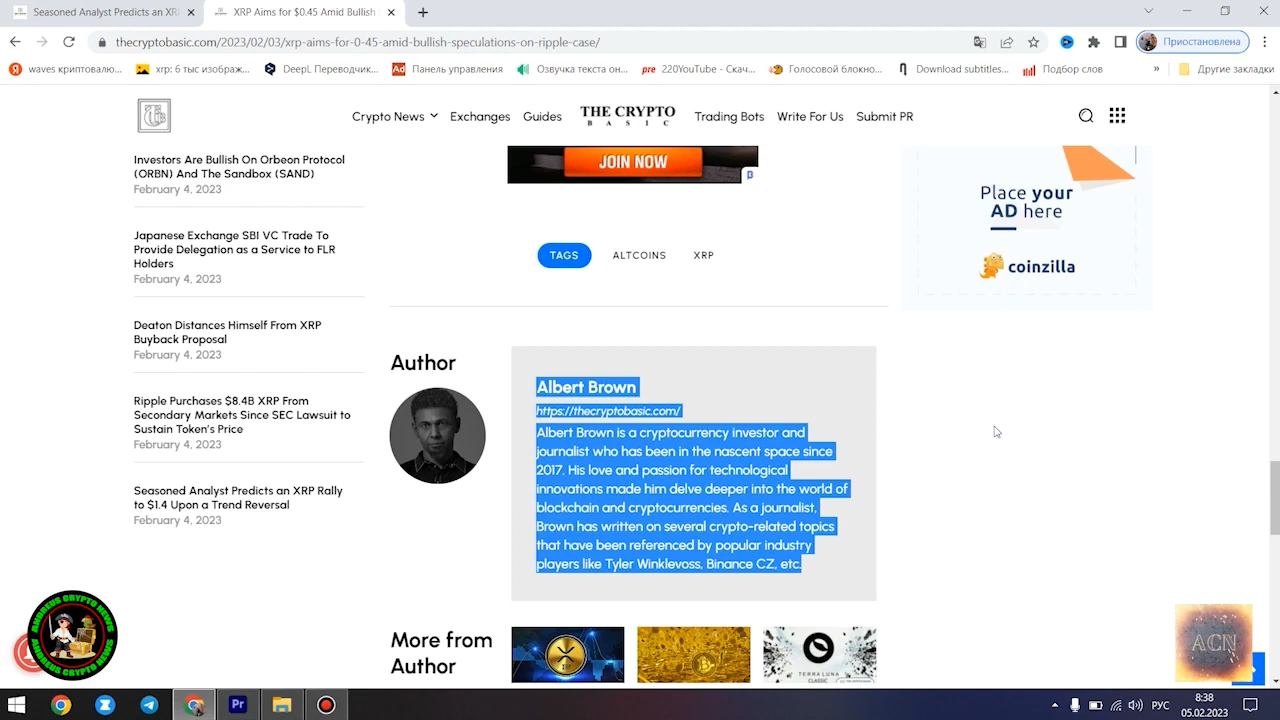 Seasoned Analyst Predicts an XR
XRP Aims for $0.45 Amid Bullish
thecryptobasic.com/2023/02/03/xrp-aims-for-0-45-amid-bullish-speculations-on-ripple-case/
Приостановлена
waves криптовалю...
xrp: 6 тыс изображ...
DeepL Переводчик...
Панель управления
Озвучка текста он...
pre 220YouTube - Скач...
Голосовой блокно...
Download subtitles...
Подбор слов
»
Другие закладки
Crypto News
Exchanges
Guides
THE CRYPTO
BASIC
Trading Bots
Write For Us
Submit PR
Investors Are Bullish On Orbeon Protocol
(ORBN) And The Sandbox (SAND)
February 4, 2023
Japanese Exchange SBI VC Trade To
Provide Delegation as a Service to FLR
Holders
February 4, 2023
Deaton Distances Himself From XRP
Buyback Proposal
February 4, 2023
Ripple Purchases $8.4B XRP From
Secondary Markets Since SEC Lawsuit to
Sustain Token's Price
February 4, 2023
Seasoned Analyst Predicts an XRP Rally
to $1.4 Upon a Trend Reversal
February 4, 2023
JOIN NOW
TAGS
ALTCOINS
XRP
Place your
AD here
coinzilla
Author
Albert Brown
https://thecryptobasic.com/
Albert Brown is a cryptocurrency investor and
journalist who has been in the nascent space since
2017. His love and passion for technological
innovations made him delve deeper into the world of
blockchain and cryptocurrencies. As a journalist,
Brown has written on several crypto-related topics
that have been referenced by popular industry
players like Tyler Winklevoss, Binance CZ, etc.
More from
Author
TERRA LUNA
CLASSIC
ANDREUS CRYPTO NEWS
ANDREUS CRYPTO NEWS
ACN
Pr
РУС
8:38
05.02.2023